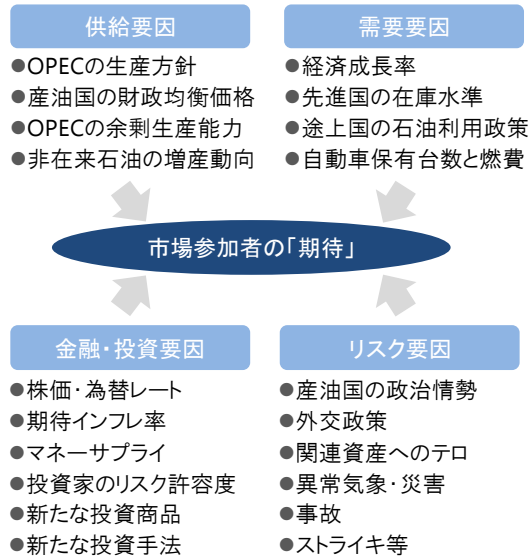 供給要因
●OPECの生産方針
●産油国の財政均衡価格
●OPECの余剰生産能力
●非在来石油の増産動向
需要要因
●経済成長率
●先進国の在庫水準
●途上国の石油利用政策
●自動車保有台数と燃費
市場参加者の「期待」
金融・投資要因
●株価・為替レート
●期待インフレ率
●マネーサプライ
●投資家のリスク許容度
●新たな投資商品
●新たな投資手法
リスク要因
●産油国の政治情勢
●外交政策
●関連資産へのテロ
●異常気象・災害
●事故
●ストライキ等